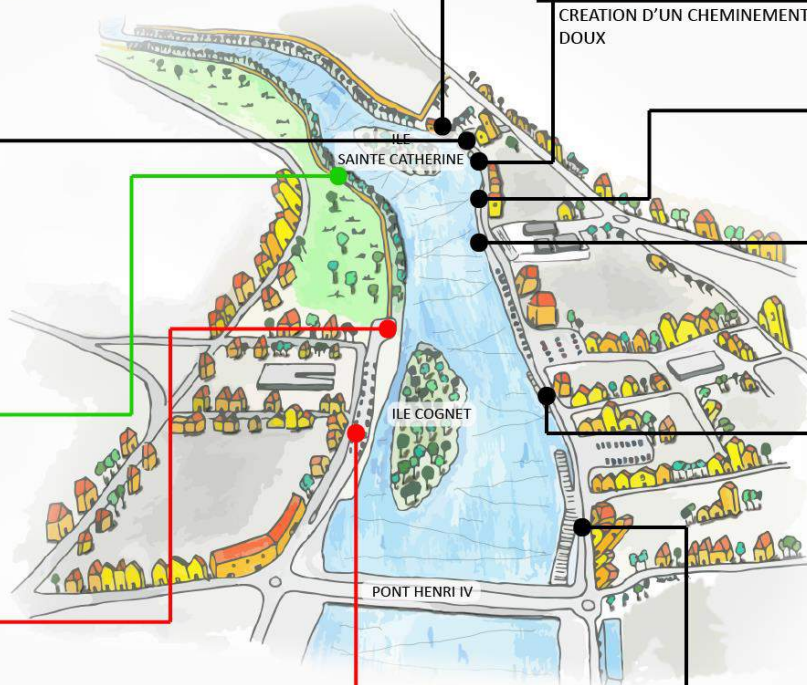 CREATION D'UN CHEMINEMENT
DOUX
ILE
SAINTE CATHERINE
ILE COGNET
PONT HENRI IV